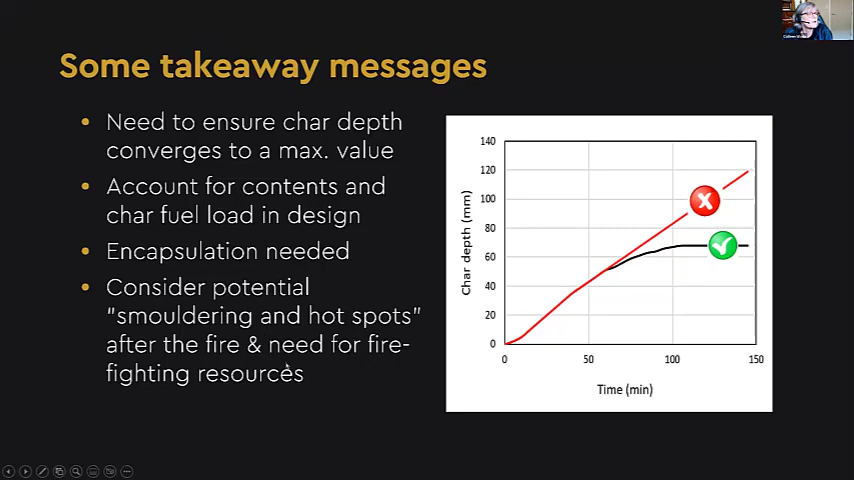 Some takeaway messages
• Need to ensure char depth
converges to a max. value
• Account for contents and
char fuel load in design
• Encapsulation needed
• Consider potential
"smouldering and hot spots"
after the fire & need for fire-
fighting resources
140
120
100
80
60
40
20
0
Char depth (mm)
0 50 100 150
Time (min)
Colleen